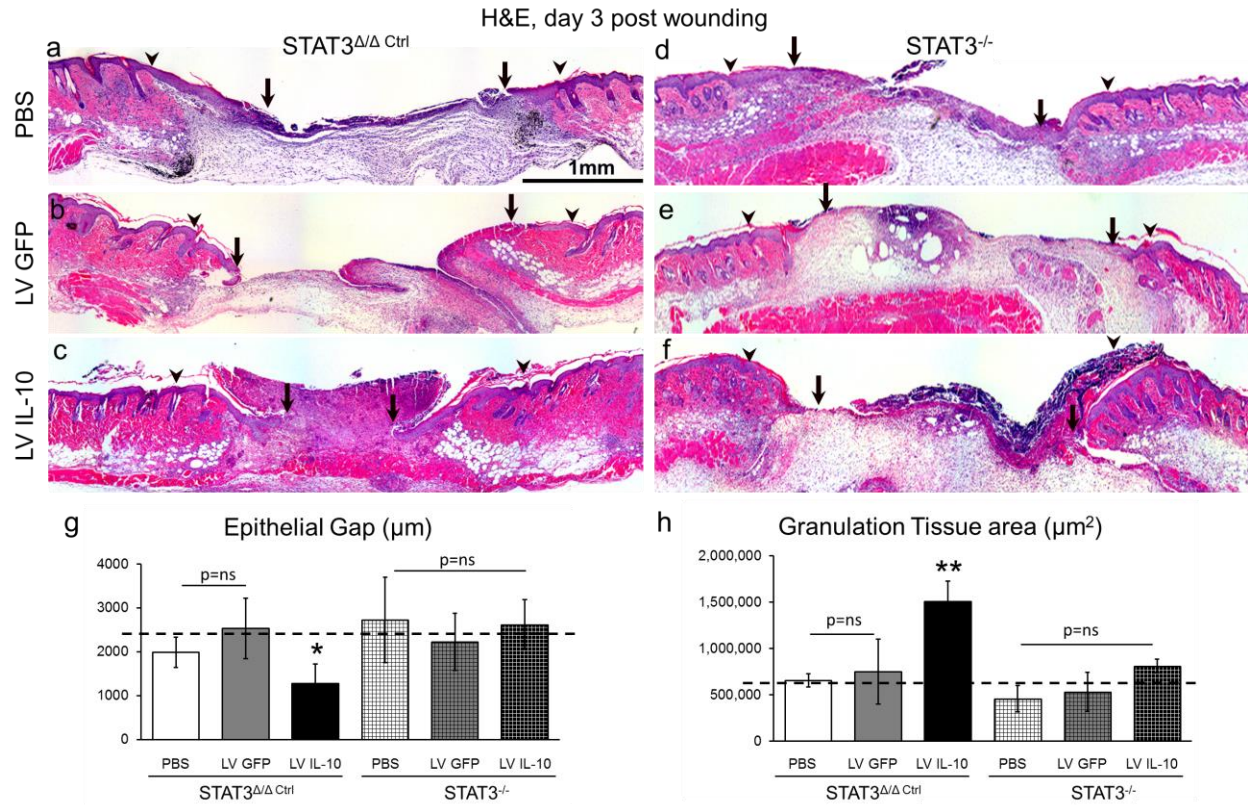 H&E, day 3 post wounding
STAT3Δ/Δ Ctrl
STAT3-/-
PBS
LV GFP
LV IL-10
a
b
c
1mm
d
e
f
g
Epithelial Gap (µm)
4000
3000
2000
1000
0
p=ns
*
p=ns
PBS
LV GFP
LV IL-10
PBS
LV GFP
LV IL-10
STAT3Δ/Δ Ctrl
STAT3-/-
h
Granulation Tissue area (µm2)
2,000,000
1,500,000
1,000,000
500,000
0
p=ns
**
p=ns
PBS
LV GFP
LV IL-10
PBS
LV GFP
LV IL-10
STAT3Δ/Δ Ctrl
STAT3-/-